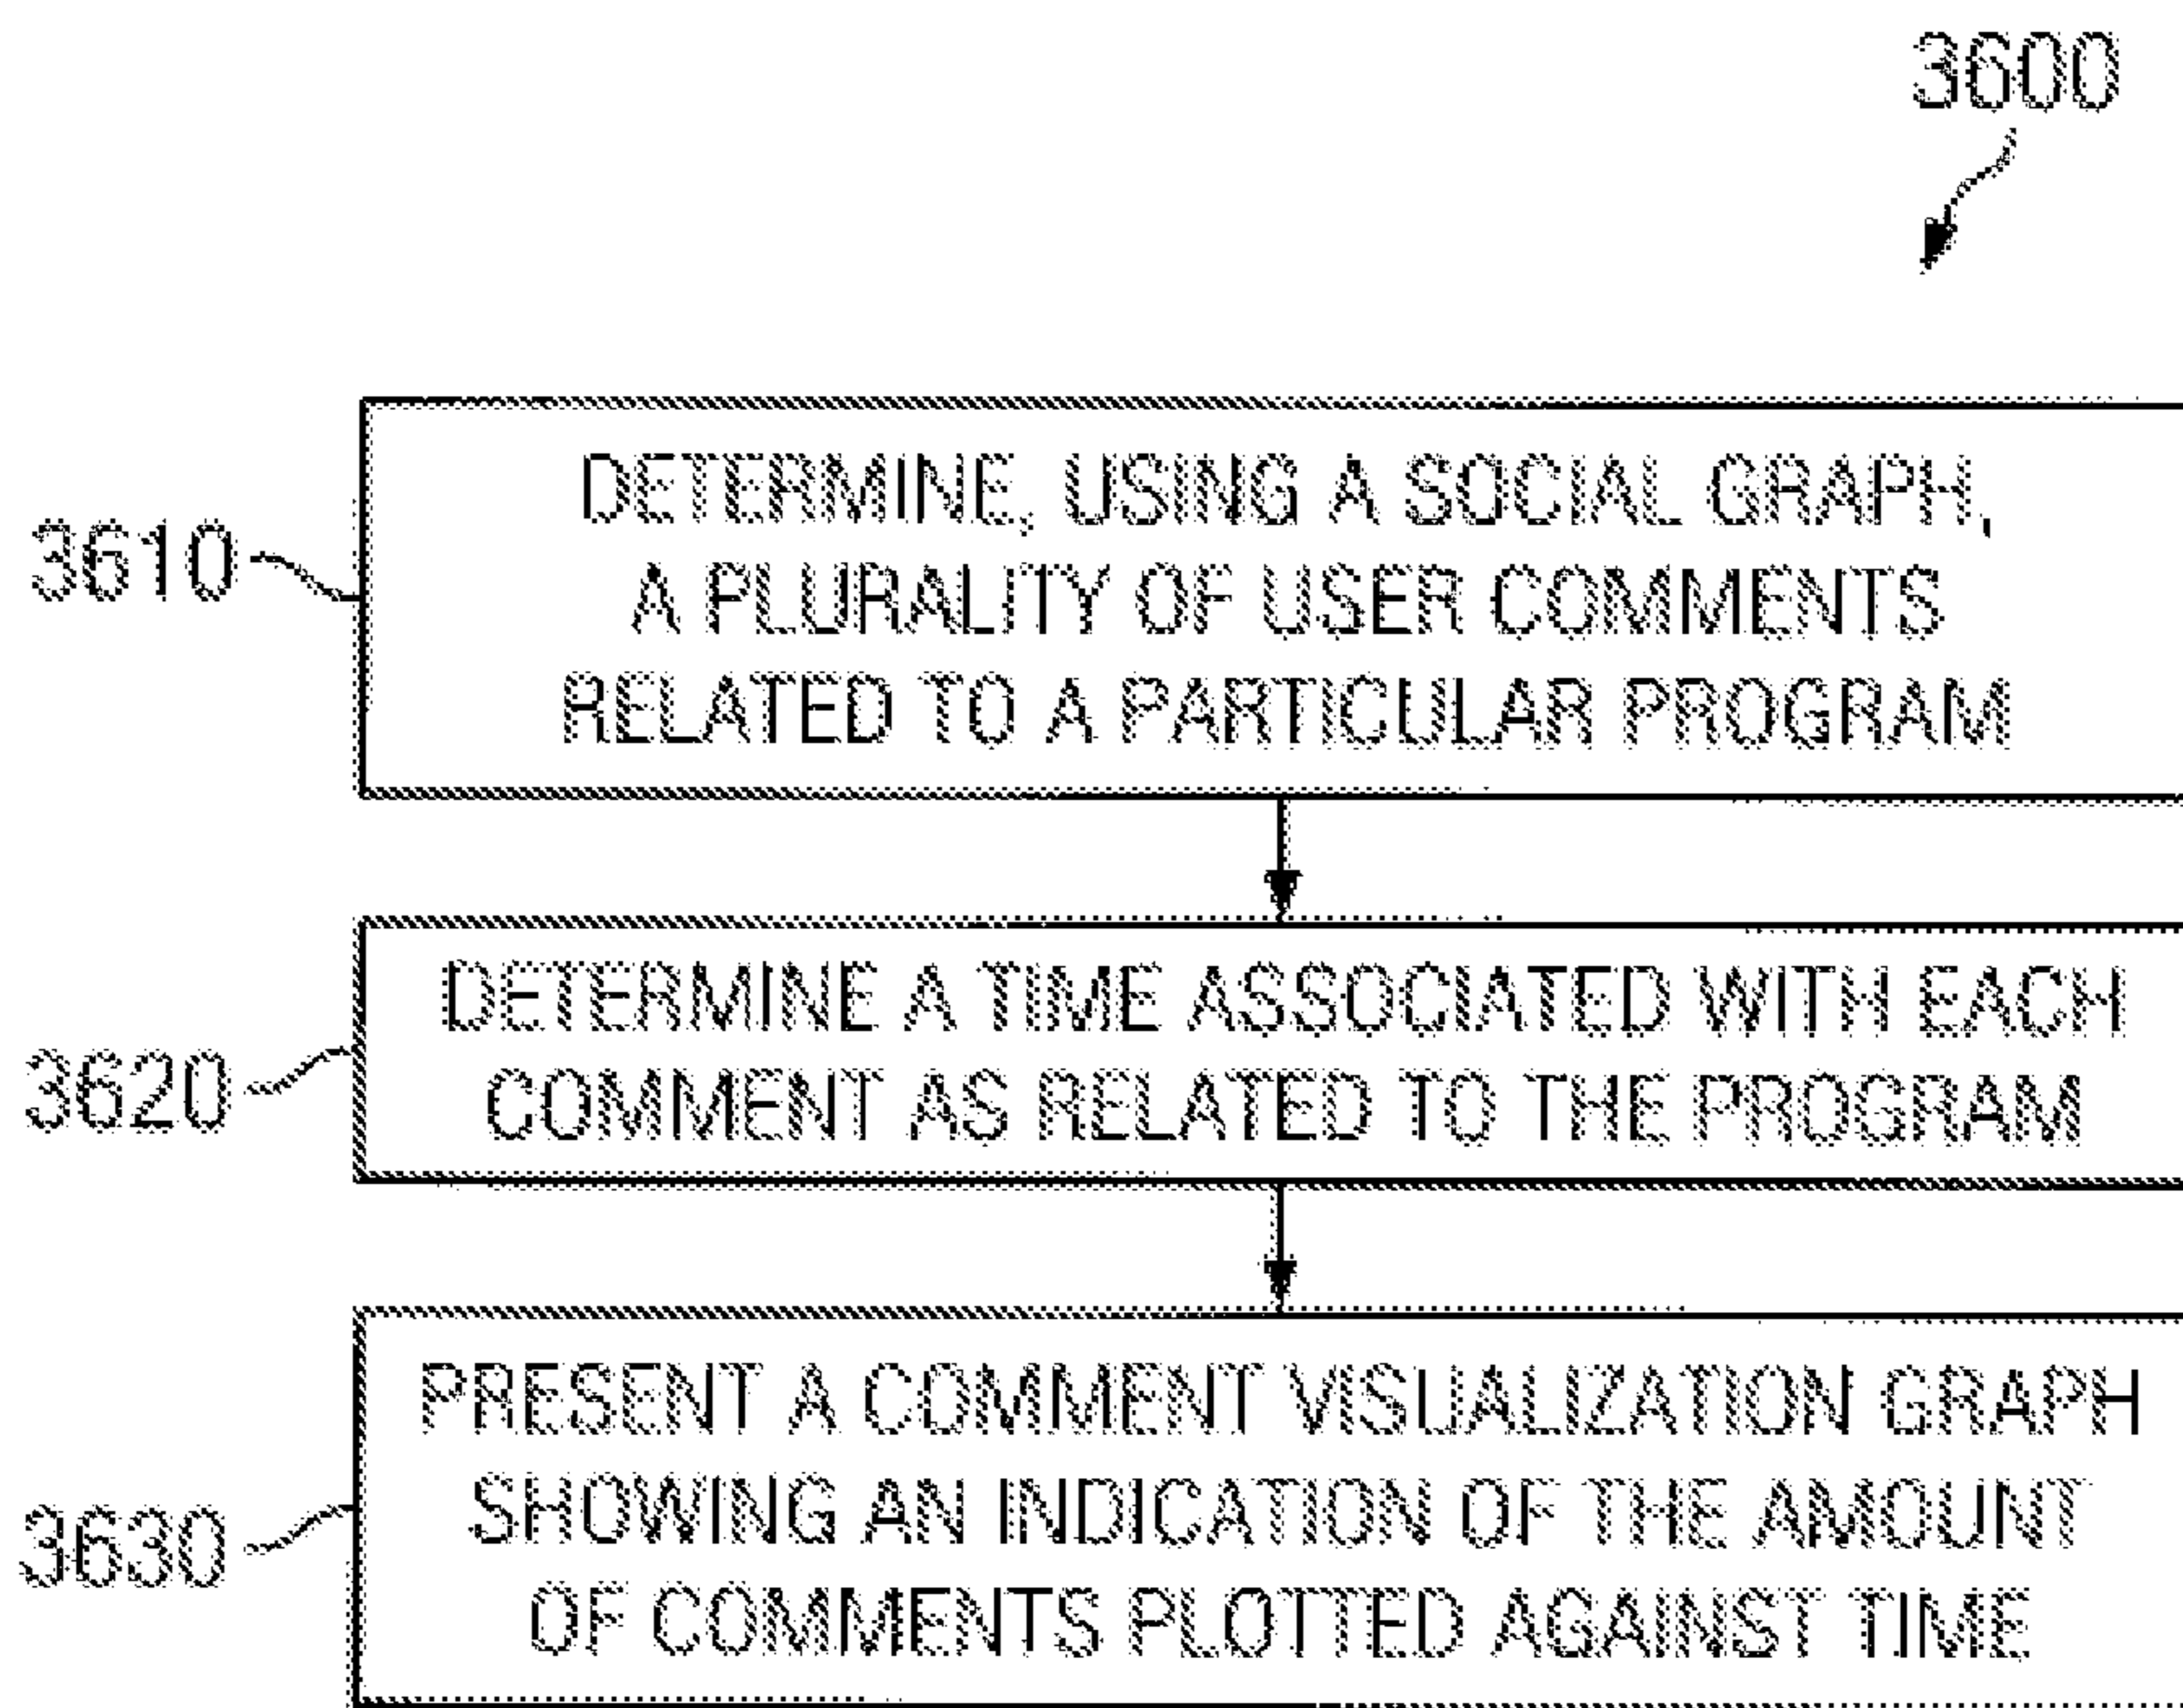 3600
3610
DETERMINE, USING A SOCIAL GRAPH,
A PLURALITY OF USER COMMENTS
RELATED TO A PARTICULAR PROGRAM
3620
DETERMINE A TIME ASSOCIATED WITH EACH
COMMENT AS RELATED TO THE PROGRAM
3630
PRESENT A COMMENT VISUALIZATION GRAPH
SHOWING AN INDICATION OF THE AMOUNT
OF COMMENTS PLOTTED AGAINST TIME